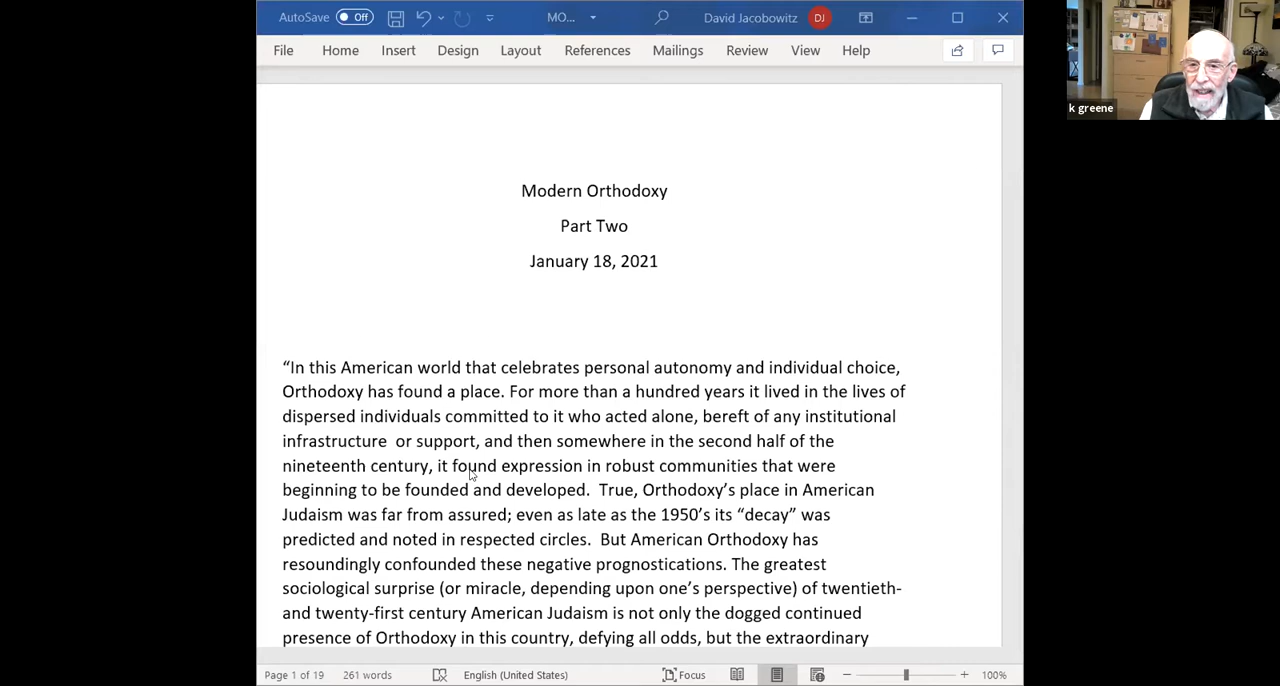 AutoSave Off MO... David Jacobowitz DJ
File Home Insert Design Layout References Mailings Review View Help
k greene
Modern Orthodoxy
Part Two
January 18, 2021
“In this American world that celebrates personal autonomy and individual choice,
Orthodoxy has found a place. For more than a hundred years it lived in the lives of
dispersed individuals committed to it who acted alone, bereft of any institutional
infrastructure or support, and then somewhere in the second half of the
nineteenth century, it found expression in robust communities that were
beginning to be founded and developed. True, Orthodoxy’s place in American
Judaism was far from assured; even as late as the 1950’s its “decay” was
predicted and noted in respected circles. But American Orthodoxy has
resoundingly confounded these negative prognostications. The greatest
sociological surprise (or miracle, depending upon one’s perspective) of twentieth-
and twenty-first century American Judaism is not only the dogged continued
presence of Orthodoxy in this country, defying all odds, but the extraordinary
Page 1 of 19 261 words English (United States) Focus 100%